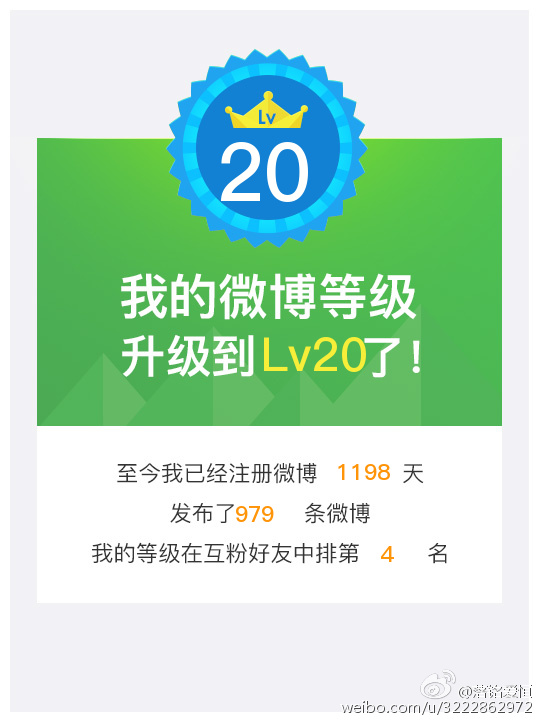 Lv
20
我的微博等级
升级到Lv20了!
至今我已经注册微博 1198 天
发布了979 条微博
我的等级在互粉好友中排第 4 名
weibo.com/u/3222862972